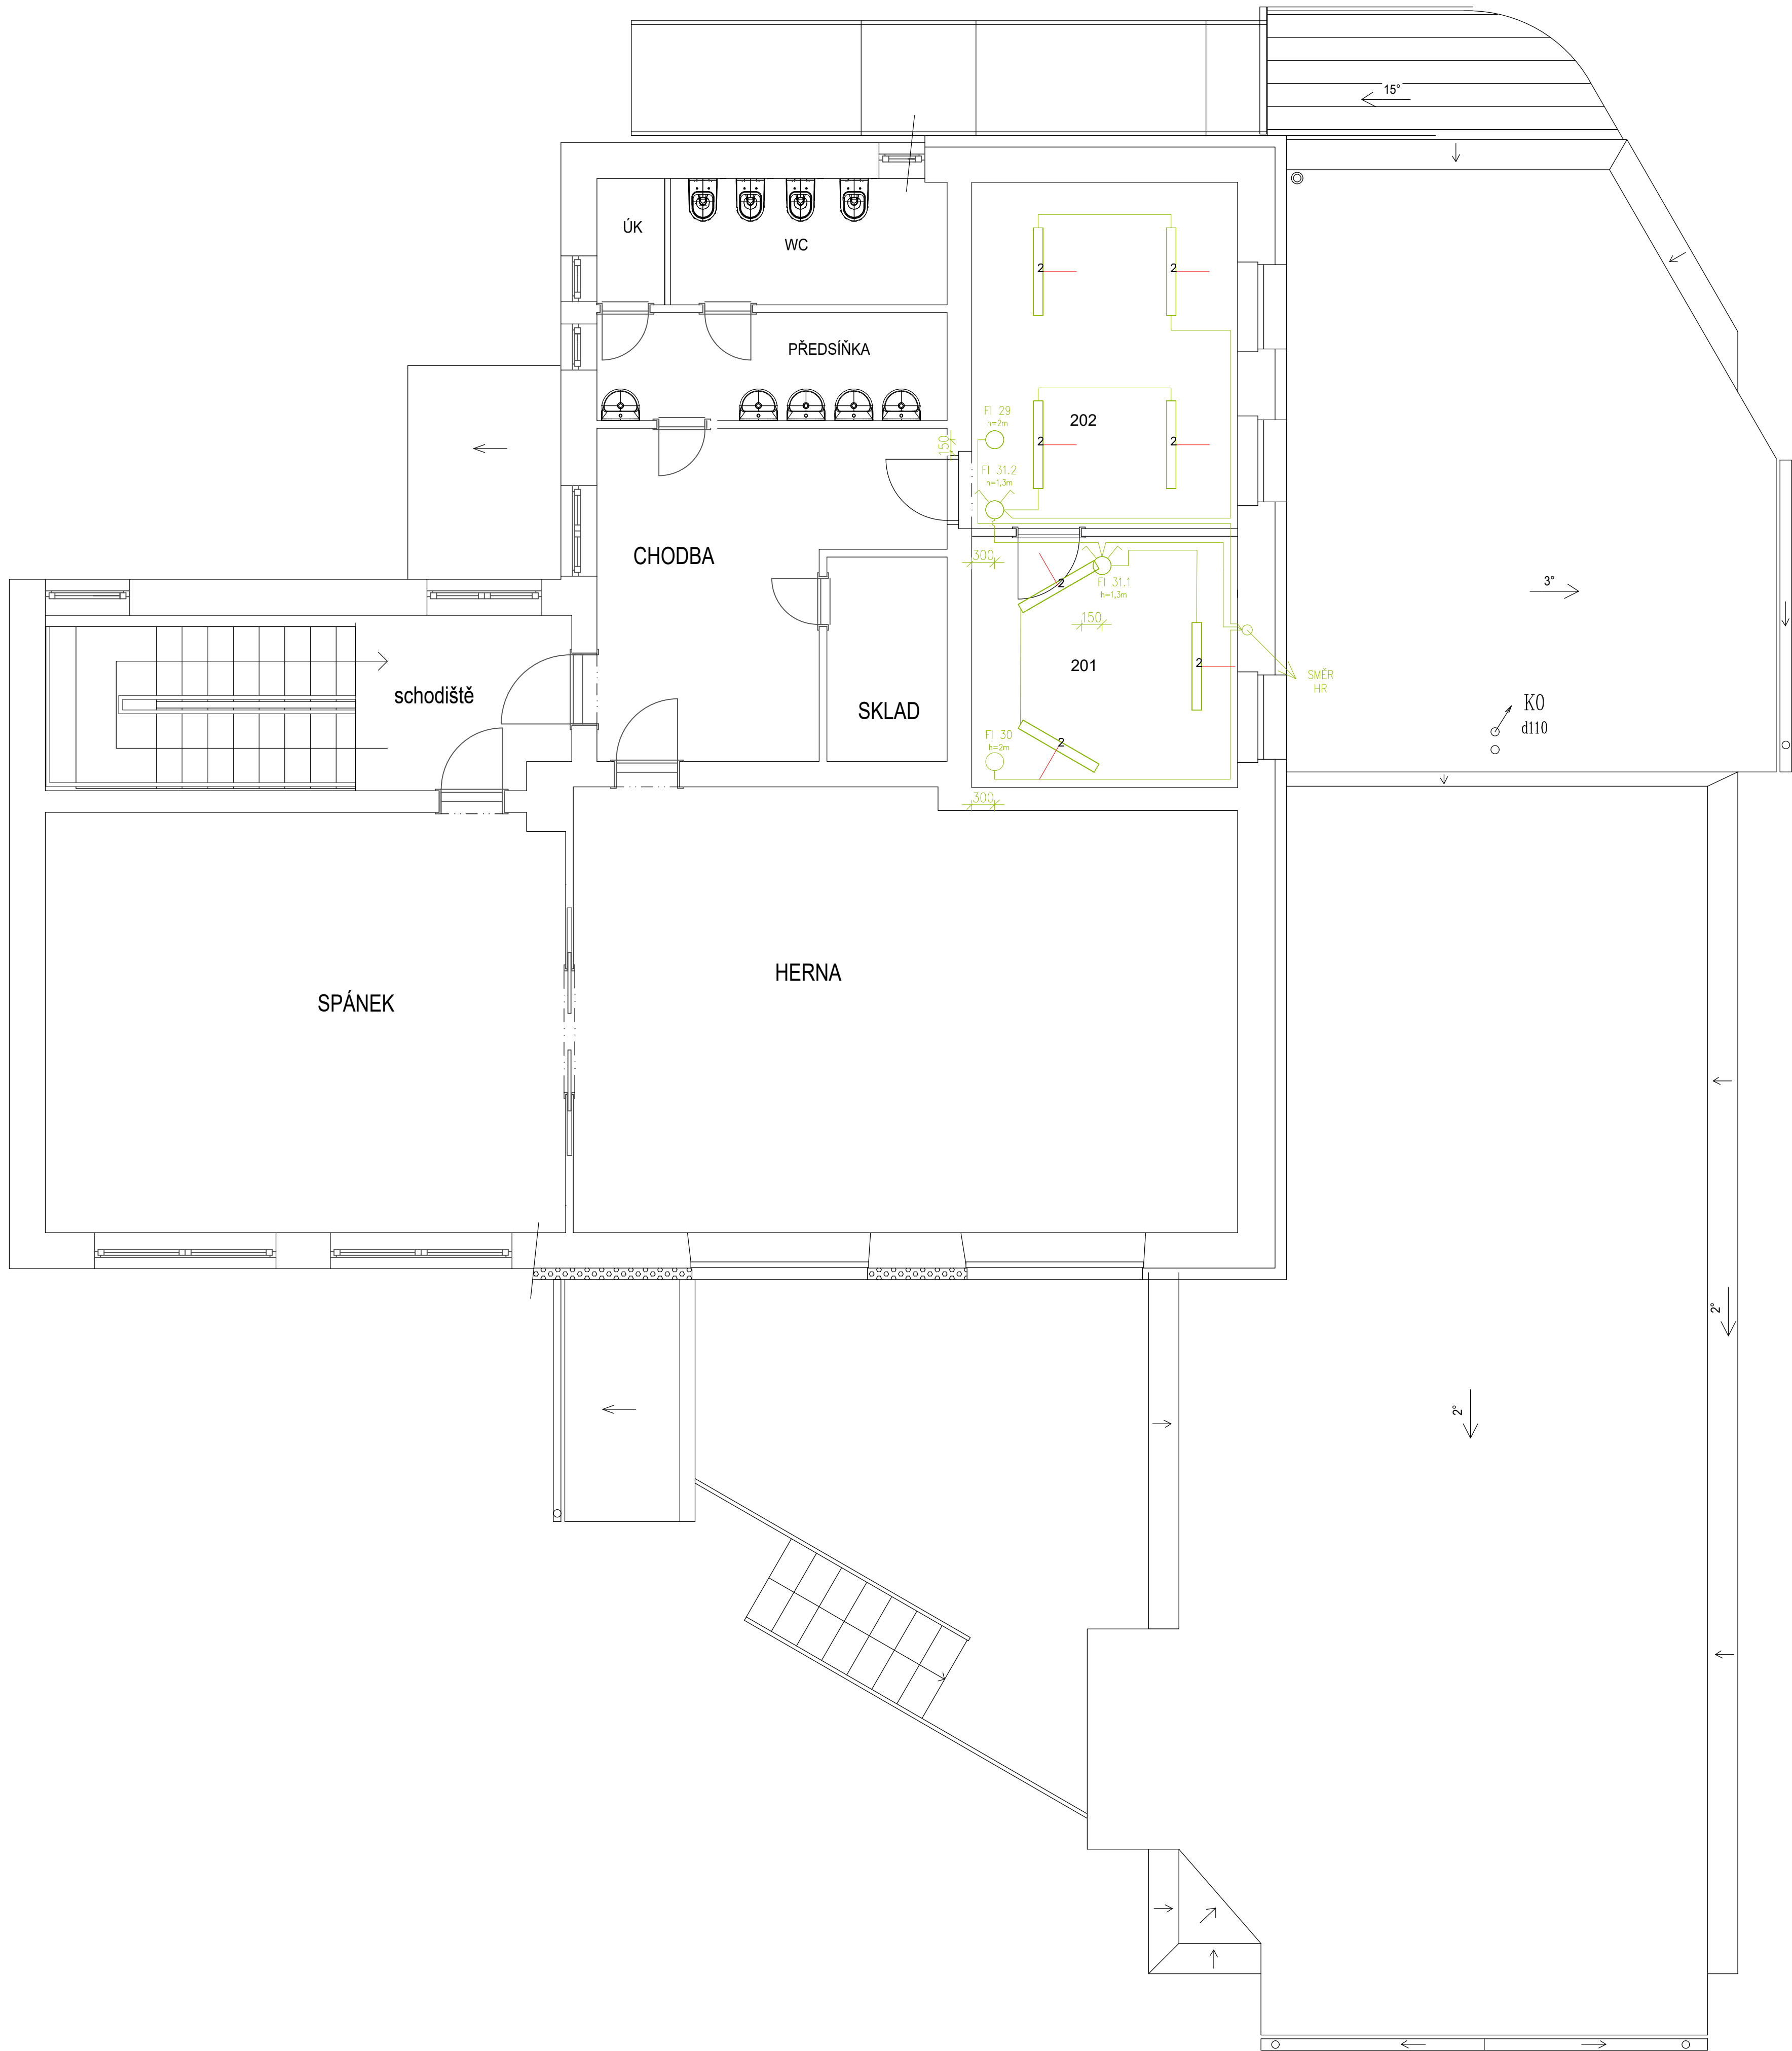 15°
ÚK
WC
PŘEDSÍŇKA
2
2
FI 29
h=2m
202
2
2
150
FI 31.2
h=1,3m
CHODBA
300
2
FI 31.1
h=1,3m
3°
150
201
2
schodiště
SKLAD
SMĚR
HR
KO
d110
FI 30
h=2m
2
300
HERNA
SPÁNEK
2°
2°